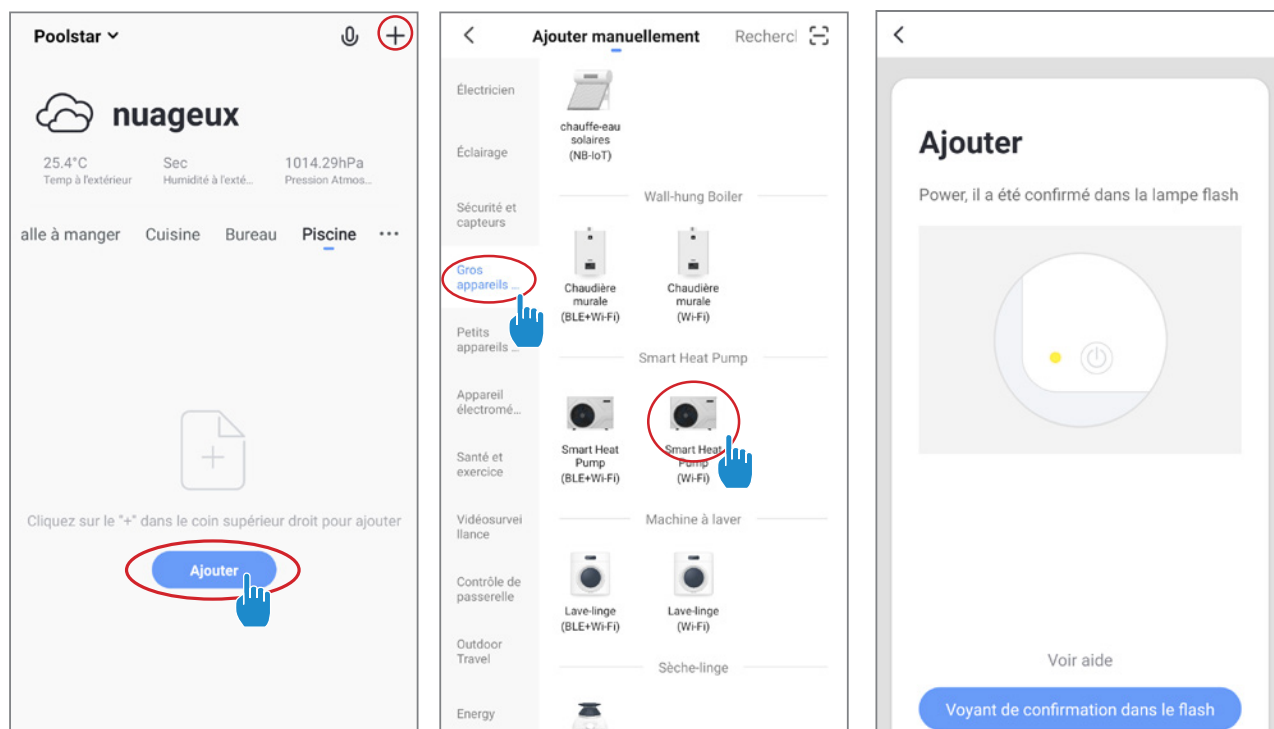 Poolstar
nuageux
25.4°C Sec 1014.29hPa
Temp à l'extérieur Humidité à l'exté... Pression Atmos...
alle à manger Cuisine Bureau Piscine ...
Cliquez sur le "+" dans le coin supérieur droit pour ajouter
Ajouter
Ajouter manuellement Rechercl
Électricien
Éclairage
Sécurité et
capteurs
Gros
appareils ...
Petits
appareils ...
Appareil
électromé...
Santé et
exercice
Vidéosurvei
llance
Contrôle de
passerelle
Outdoor
Travel
Energy
chauffe-eau
solaires
(NB-IoT)
Wall-hung Boiler
Chaudière
murale
(BLE+Wi-Fi)
Chaudière
murale
(Wi-Fi)
Smart Heat Pump
Smart Heat
Pump
(BLE+Wi-Fi)
Smart Heat
Pump
(Wi-Fi)
Machine à laver
Lave-linge
(BLE+Wi-Fi)
Lave-linge
(Wi-Fi)
Sèche-linge
Ajouter
Power, il a été confirmé dans la lampe flash
Voir aide
Voyant de confirmation dans le flash